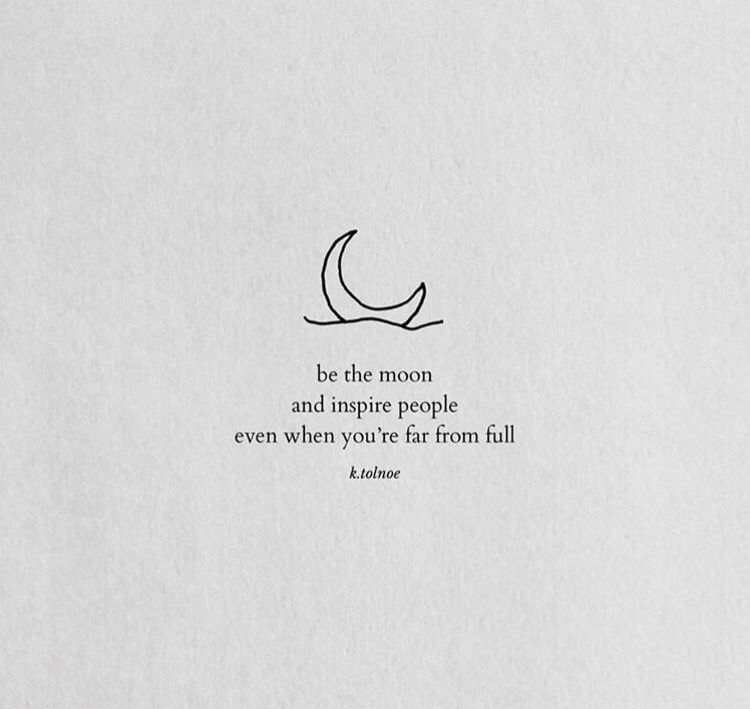 be the moon
and inspire people
even when you’re far from full
k.tolnoe